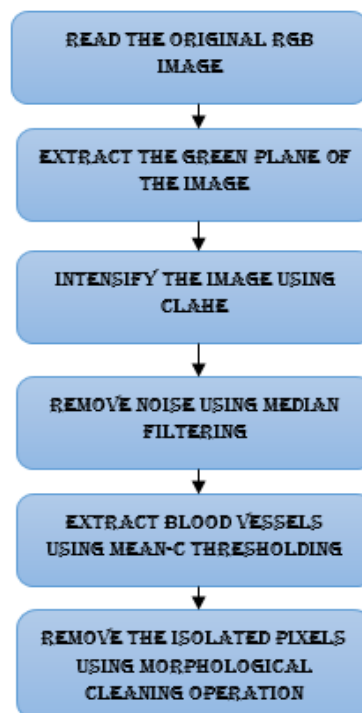 READ THE ORIGINAL RGB
IMAGE
EXTRACT THE GREEN PLANE OF
THE IMAGE
INTENSIFY THE IMAGE USING
CLAHE
REMOVE NOISE USING MEDIAN
FILTERING
EXTRACT BLOOD VESSELS
USING MEAN-C THRESHOLDING
REMOVE THE ISOLATED PIXELS
USING MORPHOLOGICAL
CLEANING OPERATION